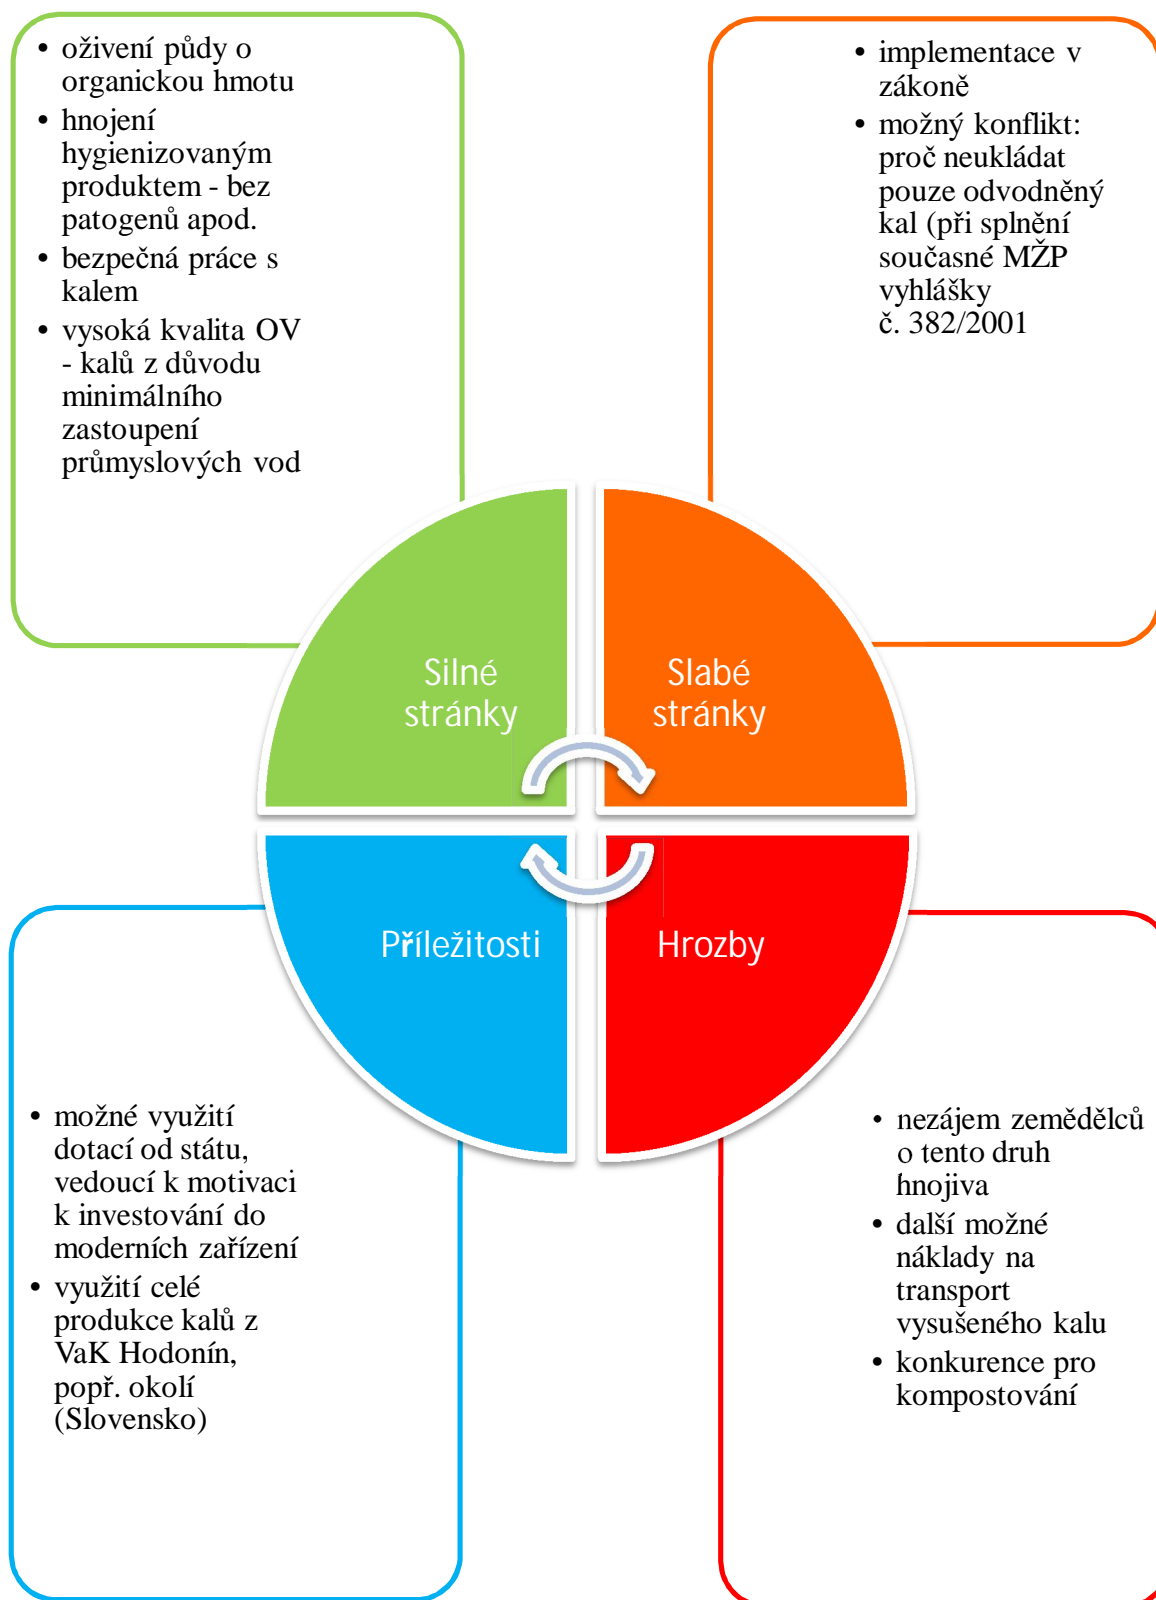 • oživení půdy o
organickou hmotu
• hnojení
hygienizovaným
produktem - bez
patogenů apod.
• bezpečná práce s
kalem
• vysoká kvalita OV
- kalů z důvodu
minimálního
zastoupení
průmyslových vod
• implementace v
zákoně
• možný konflikt:
proč neukládat
pouze odvodněný
kal (při splnění
současné MŽP
vyhlášky
č. 382/2001
Silné
stránky
Slabé
stránky
Příležitosti
Hrozby
• možné využití
dotací od státu,
vedoucí k motivaci
k investování do
moderních zařízení
• využití celé
produkce kalů z
VaK Hodonín,
popř. okolí
(Slovensko)
• nezájem zemědělců
o tento druh
hnojiva
• další možné
náklady na
transport
vysušeného kalu
• konkurence pro
kompostování